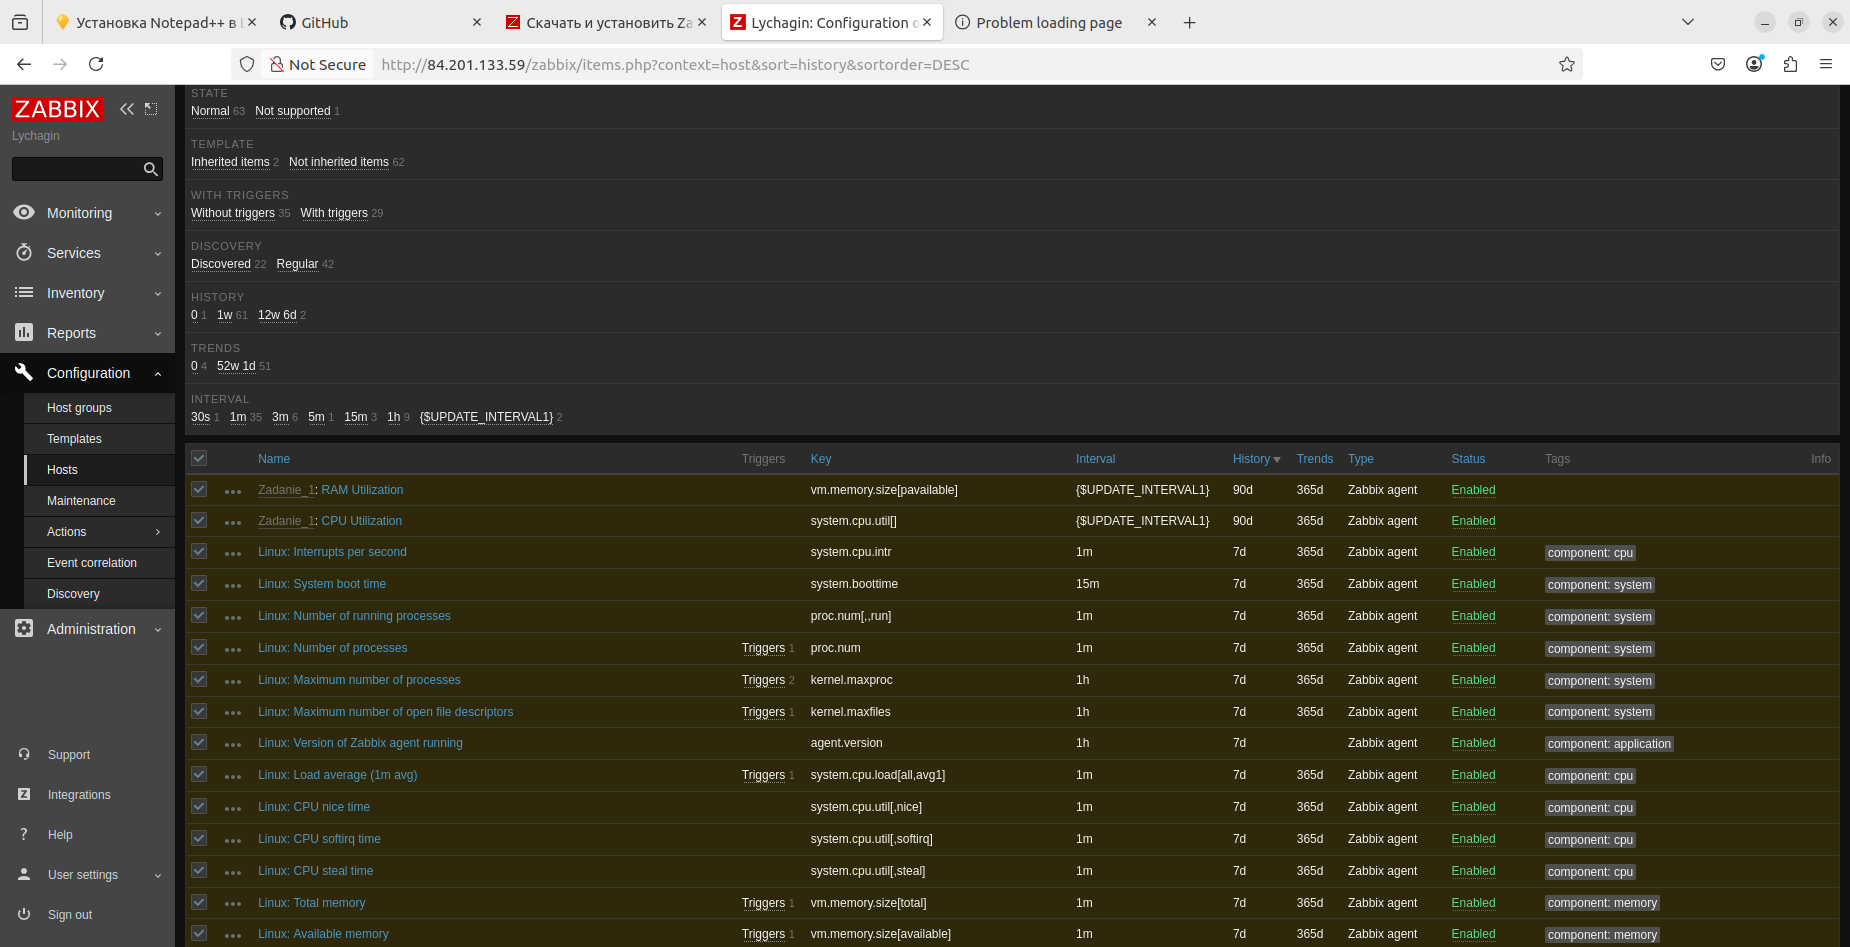 Установка Notepad++ в L
GitHub
Скачать и установить Za
Lychagin: Configuration o
Problem loading page
Not Secure
http://84.201.133.59/zabbix/items.php?context=host&sort=history&sortorder=DESC
ZABBIX
Lychagin
Monitoring
Services
Inventory
Reports
Configuration
Host groups
Templates
Hosts
Maintenance
Actions
Event correlation
Discovery
Administration
Support
Integrations
Help
User settings
Sign out
STATE
Normal 63 Not supported 1
TEMPLATE
Inherited items 2 Not inherited items 62
WITH TRIGGERS
Without triggers 35 With triggers 29
DISCOVERY
Discovered 22 Regular 42
HISTORY
0 1 1w 61 12w 6d 2
TRENDS
0 4 52w 1d 51
INTERVAL
30s 1 1m 35 3m 6 5m 1 15m 3 1h 9 {$UPDATE_INTERVAL1} 2
Name Triggers Key Interval History Trends Type Status Tags Info
Zadanie_1: RAM Utilization vm.memory.size[pavailable] {$UPDATE_INTERVAL1} 90d 365d Zabbix agent Enabled
Zadanie_1: CPU Utilization system.cpu.util[] {$UPDATE_INTERVAL1} 90d 365d Zabbix agent Enabled
Linux: Interrupts per second system.cpu.intr 1m 7d 365d Zabbix agent Enabled component: cpu
Linux: System boot time system.boottime 15m 7d 365d Zabbix agent Enabled component: system
Linux: Number of running processes proc.num[,,run] 1m 7d 365d Zabbix agent Enabled component: system
Linux: Number of processes Triggers 1 proc.num 1m 7d 365d Zabbix agent Enabled component: system
Linux: Maximum number of processes Triggers 2 kernel.maxproc 1h 7d 365d Zabbix agent Enabled component: system
Linux: Maximum number of open file descriptors Triggers 1 kernel.maxfiles 1h 7d 365d Zabbix agent Enabled component: system
Linux: Version of Zabbix agent running agent.version 1h 7d Zabbix agent Enabled component: application
Linux: Load average (1m avg) Triggers 1 system.cpu.load[all,avg1] 1m 7d 365d Zabbix agent Enabled component: cpu
Linux: CPU nice time system.cpu.util[,nice] 1m 7d 365d Zabbix agent Enabled component: cpu
Linux: CPU softirq time system.cpu.util[,softirq] 1m 7d 365d Zabbix agent Enabled component: cpu
Linux: CPU steal time system.cpu.util[,steal] 1m 7d 365d Zabbix agent Enabled component: cpu
Linux: Total memory Triggers 1 vm.memory.size[total] 1m 7d 365d Zabbix agent Enabled component: memory
Linux: Available memory Triggers 1 vm.memory.size[available] 1m 7d 365d Zabbix agent Enabled component: memory